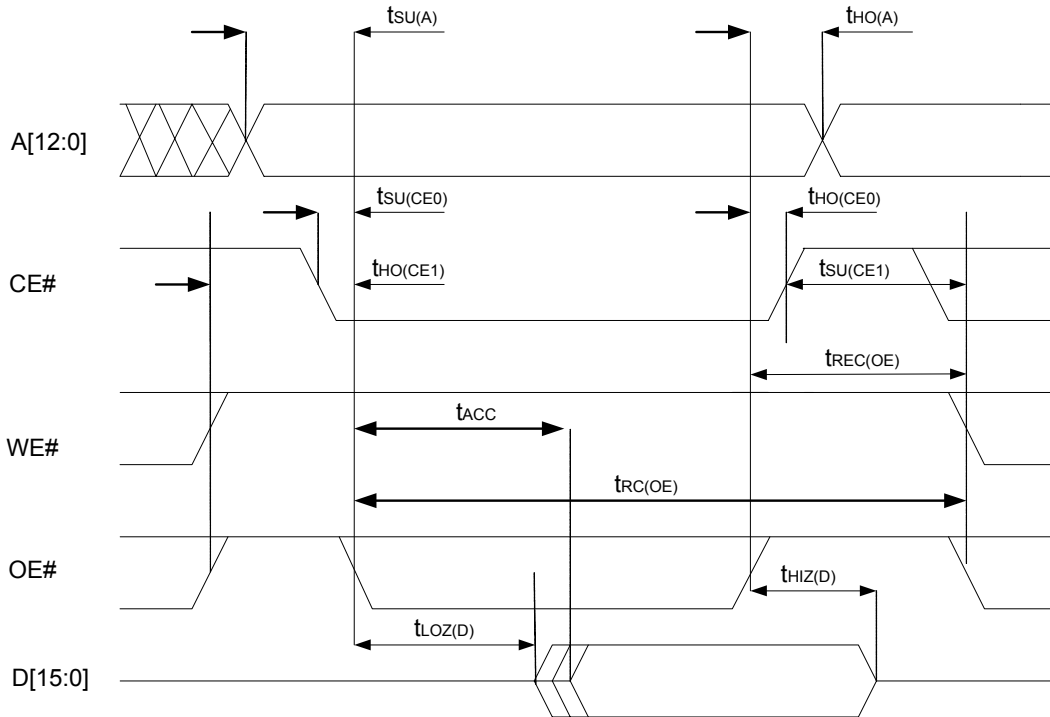 tSU(A)
tHO(A)
A[12:0]
tSU(CE0)
tHO(CE0)
CE#
tHO(CE1)
tSU(CE1)
tREC(OE)
WE#
tACC
tRC(OE)
OE#
tHIZ(D)
tLOZ(D)
D[15:0]